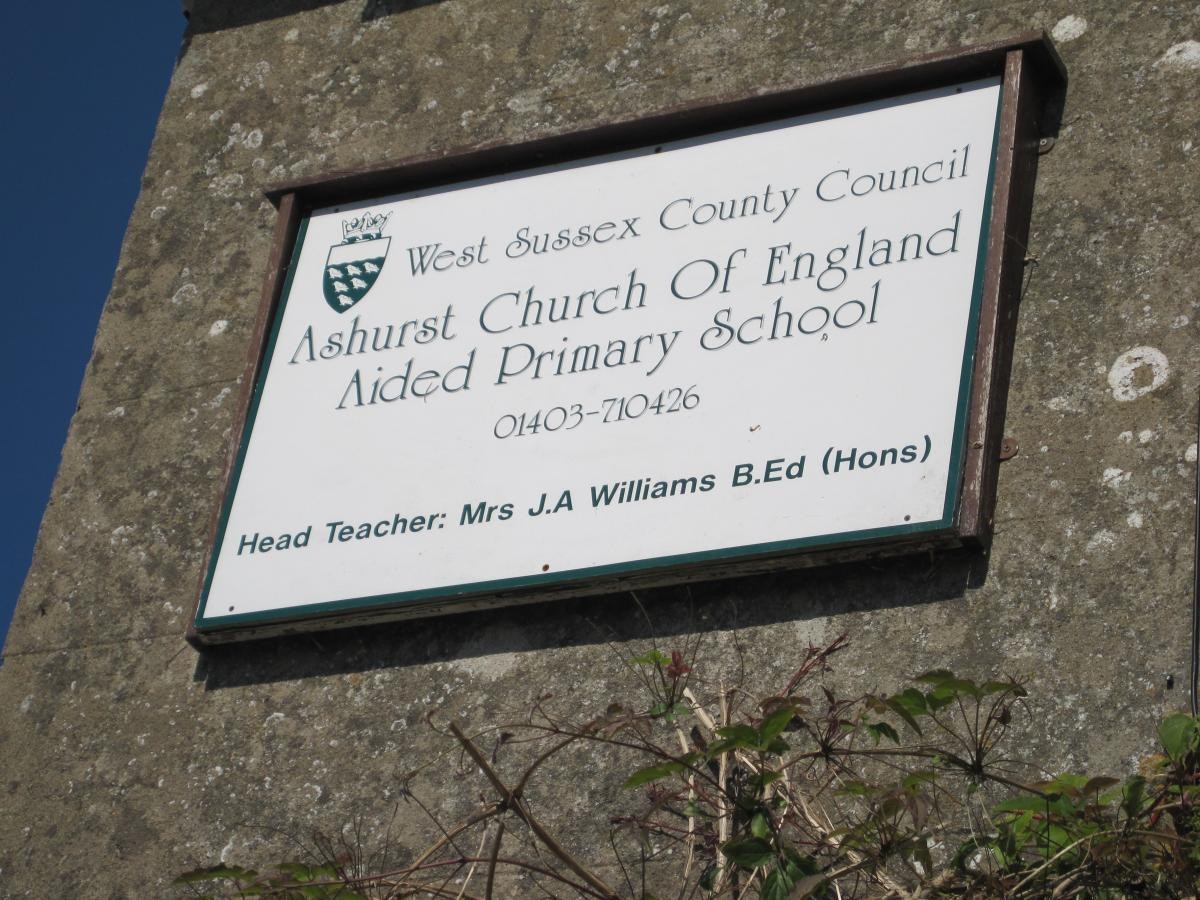 West Sussex County Council
Ashurst Church Of England
Aided Primary School
01403-710426
Head Teacher: Mrs J.A Williams B.Ed (Hons)